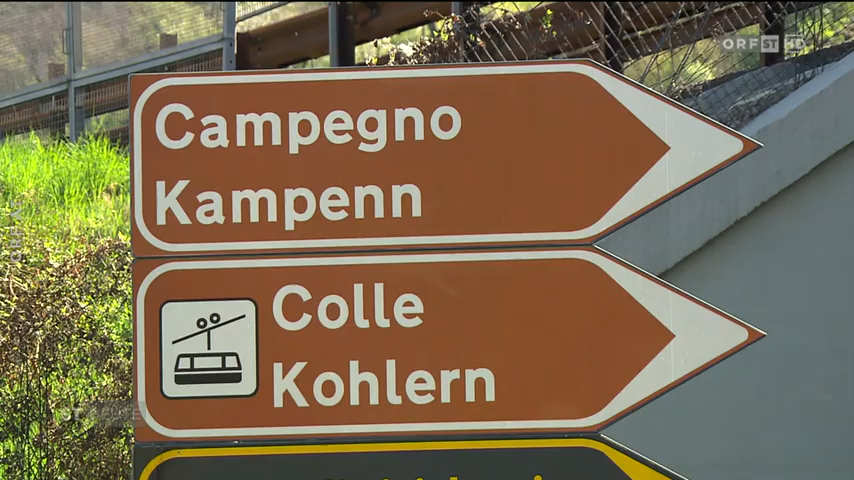 ORF ST HD
Campegno
Kampenn
Colle
Kohlern